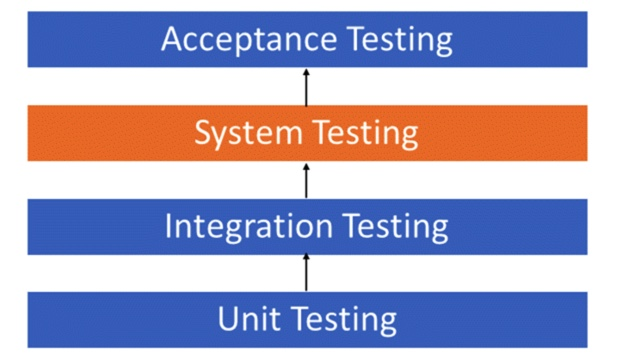 Acceptance Testing
System Testing
Integration Testing
Unit Testing